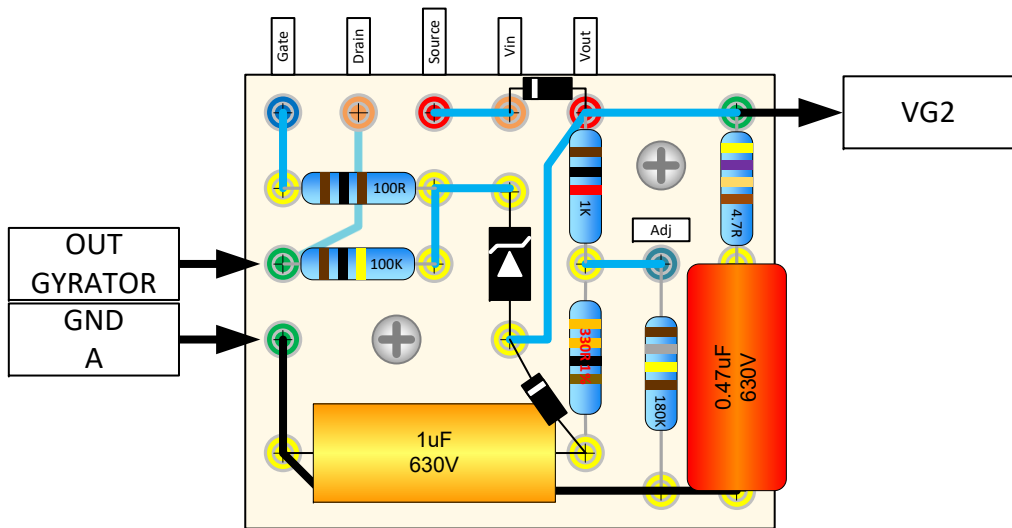 Gate
Drain
Source
Vin
Vout
VG2
100R
1K
4.7R
Adj
OUT
GYRATOR
100K
GND
A
330R1%
180K
0.47uF
630V
1uF
630V